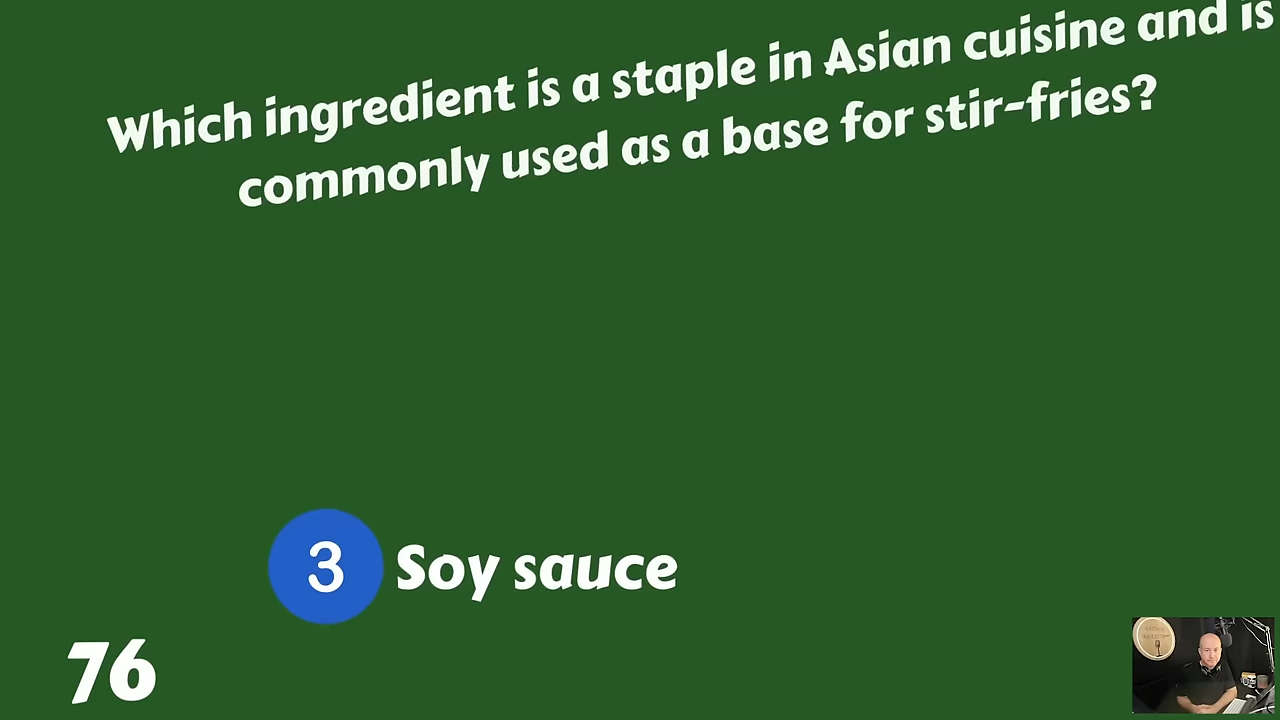 Which ingredient is a staple in Asian cuisine and is
commonly used as a base for stir-fries?
3 Soy sauce
76